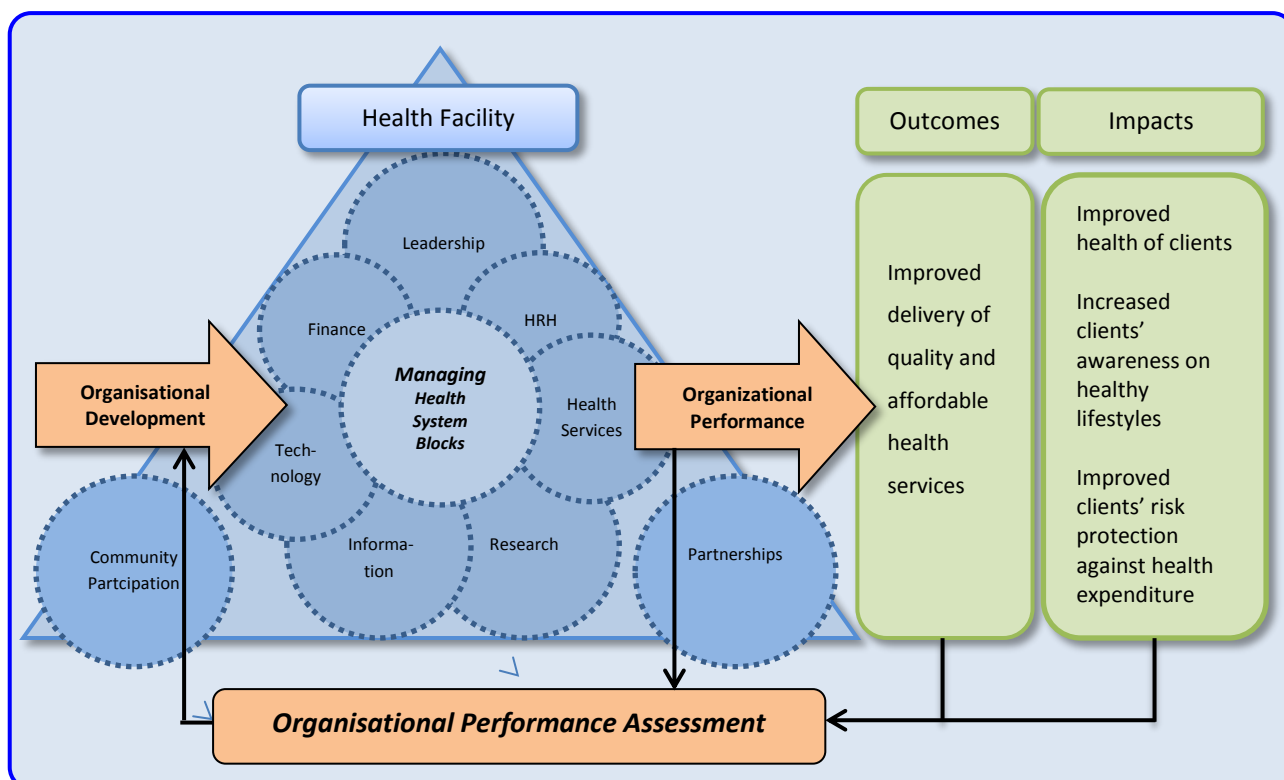 Health Facility
Outcomes
Impacts
Leadership
Finance
HRH
Managing
Health
System
Blocks
Health
Services
Tech-
nology
Informa-
tion
Research
Organisational
Development
Organizational
Performance
Community
Partcipation
Partnerships
Improved
delivery of
quality and
affordable
health
services
Improved
health of clients
Increased
clients’
awareness on
healthy
lifestyles
Improved
clients’ risk
protection
against health
expenditure
Organisational Performance Assessment